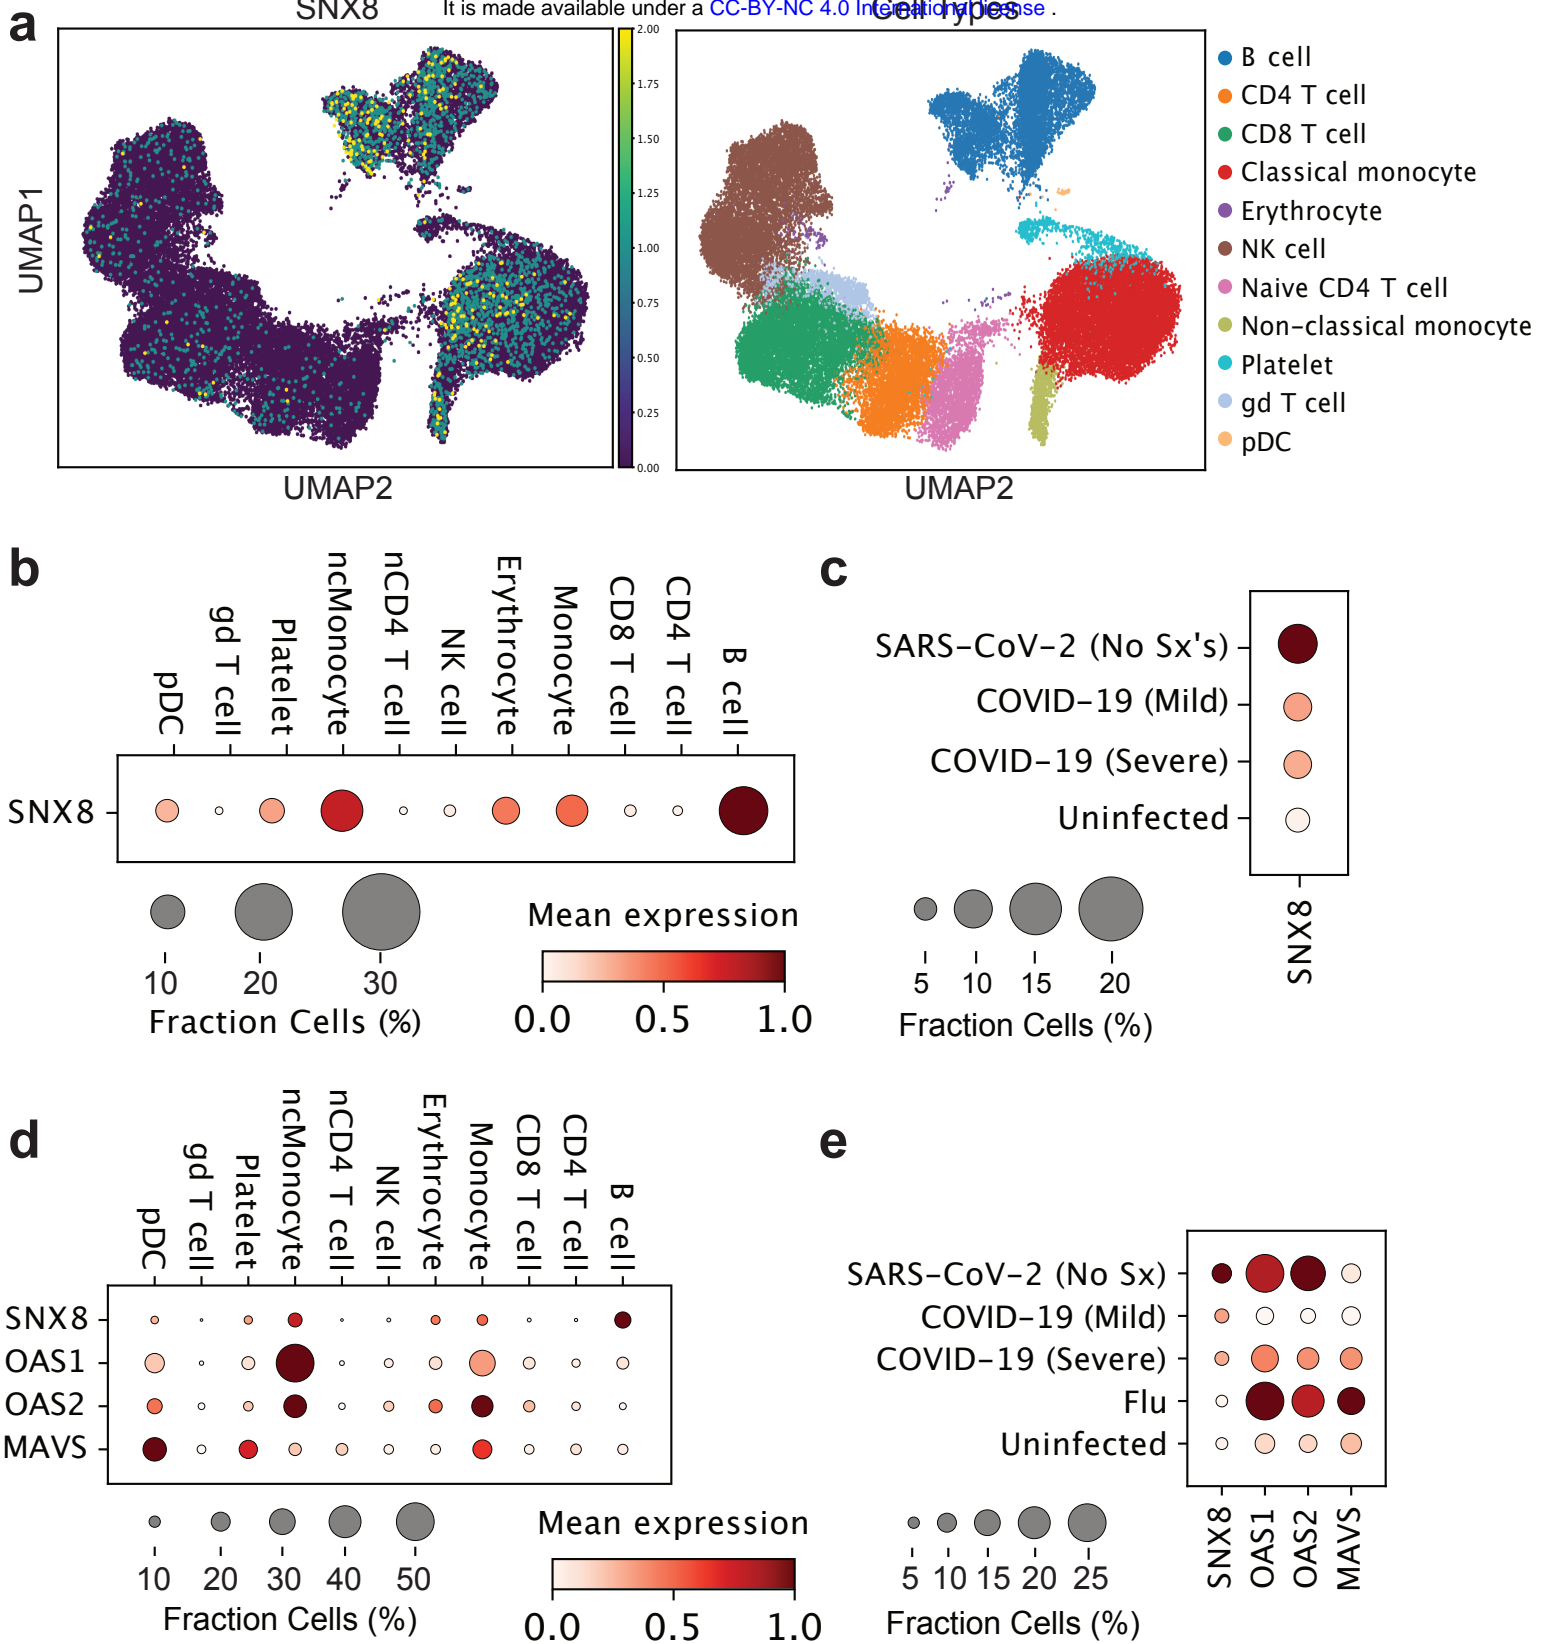 a
SNX8
It is made available under a CC-BY-NC 4.0 International license .
Cell Types
UMAP1
UMAP2
2.00
1.75
1.50
1.25
1.00
0.75
0.50
0.25
0.00
UMAP2
B cell
CD4 T cell
CD8 T cell
Classical monocyte
Erythrocyte
NK cell
Naive CD4 T cell
Non-classical monocyte
Platelet
gd T cell
pDC
b
pDC
gd T cell
Platelet
ncMonocyte
nCD4 T cell
NK cell
Erythrocyte
Monocyte
CD8 T cell
CD4 T cell
B cell
SNX8
10 20 30
Fraction Cells (%)
Mean expression
0.0 0.5 1.0
c
SARS-CoV-2 (No Sx's)
COVID-19 (Mild)
COVID-19 (Severe)
Uninfected
SNX8
5 10 15 20
Fraction Cells (%)
d
pDC
gd T cell
Platelet
ncMonocyte
nCD4 T cell
NK cell
Erythrocyte
Monocyte
CD8 T cell
CD4 T cell
B cell
SNX8
OAS1
OAS2
MAVS
10 20 30 40 50
Fraction Cells (%)
Mean expression
0.0 0.5 1.0
e
SARS-CoV-2 (No Sx)
COVID-19 (Mild)
COVID-19 (Severe)
Flu
Uninfected
SNX8
OAS1
OAS2
MAVS
5 10 15 20 25
Fraction Cells (%)